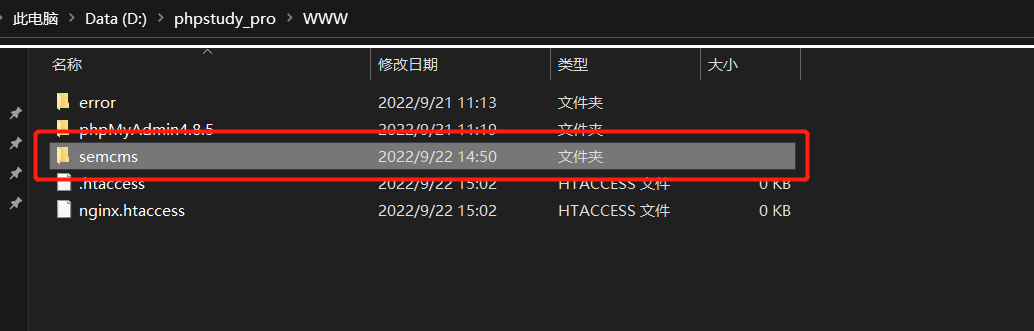 此电脑 > Data (D:) > phpstudy_pro > WWW
名称 修改日期 类型 大小
error 2022/9/21 11:13 文件夹
phpMyAdmin4.8.5 2022/9/21 11:19 文件夹
semcms 2022/9/22 14:50 文件夹
.htaccess 2022/9/22 15:02 HTACCESS 文件 0 KB
nginx.htaccess 2022/9/22 15:02 HTACCESS 文件 0 KB